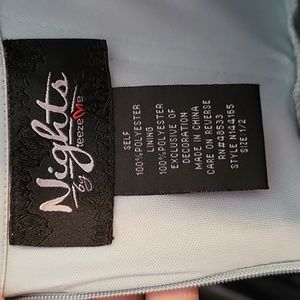 Nights
by teeze me
SELF
100%POLYESTER
LINING
100%POLYESTER
EXCLUSIVE OF
DECORATION
MADE IN CHINA
CARE ON REVERSE
RN#48533
STYLE N144165
SIZE:1/2